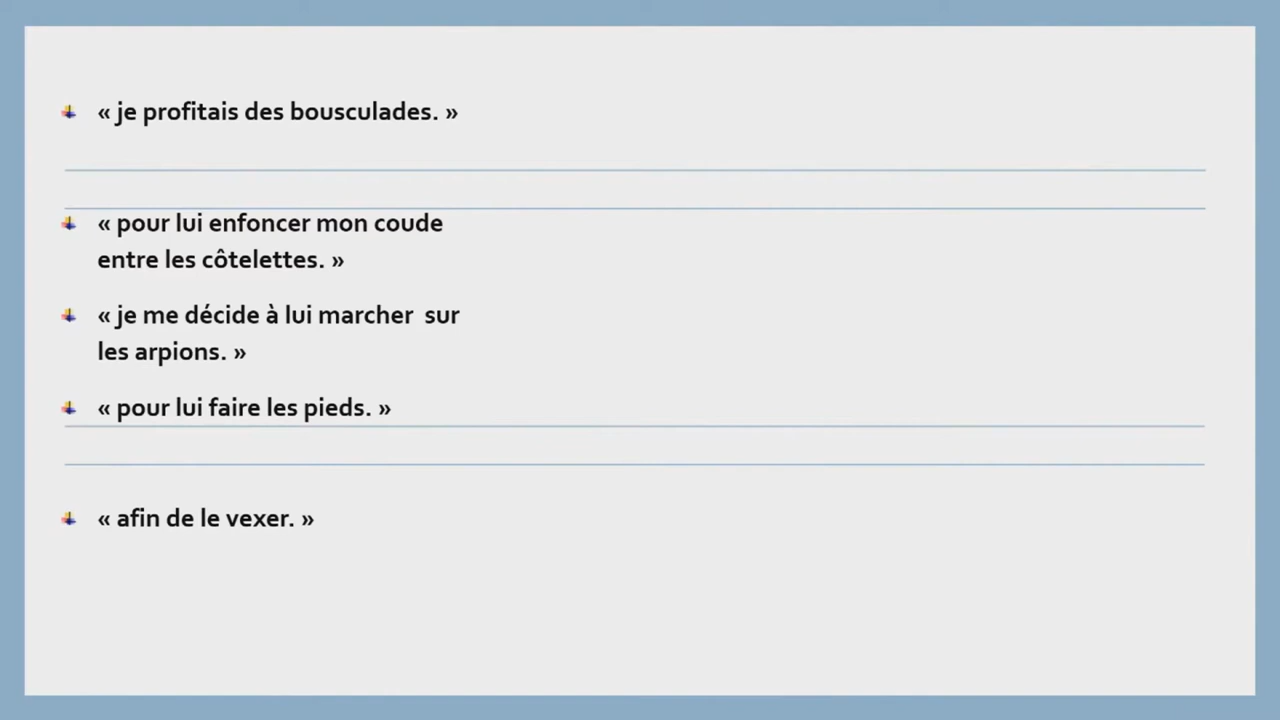 « je profitais des bousculades. »
« pour lui enfoncer mon coude
entre les côtelettes. »
« je me décide à lui marcher  sur
les arpions. »
« pour lui faire les pieds. »
« afin de le vexer. »